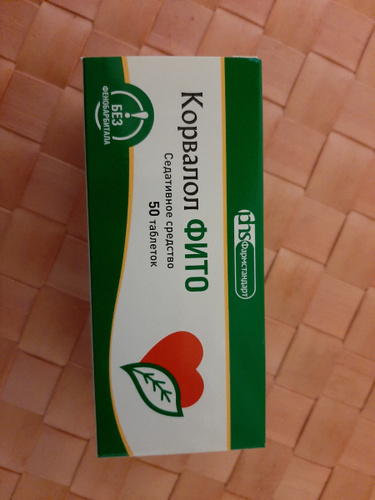 БЕЗ
ФЕНОБАРБИТАЛА
Корвалол ФИТО
Седативное средство
50 таблеток
Фармстандарт